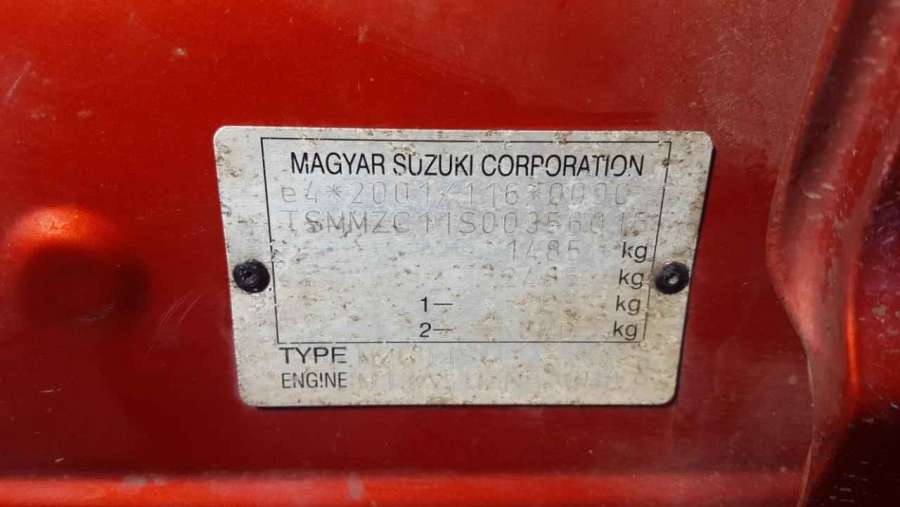 MAGYAR SUZUKI CORPORATION
e4*2001/116*0090
TSMMZC11S00356015
1485 kg
kg
1— kg
2— kg
TYPE
ENGINE